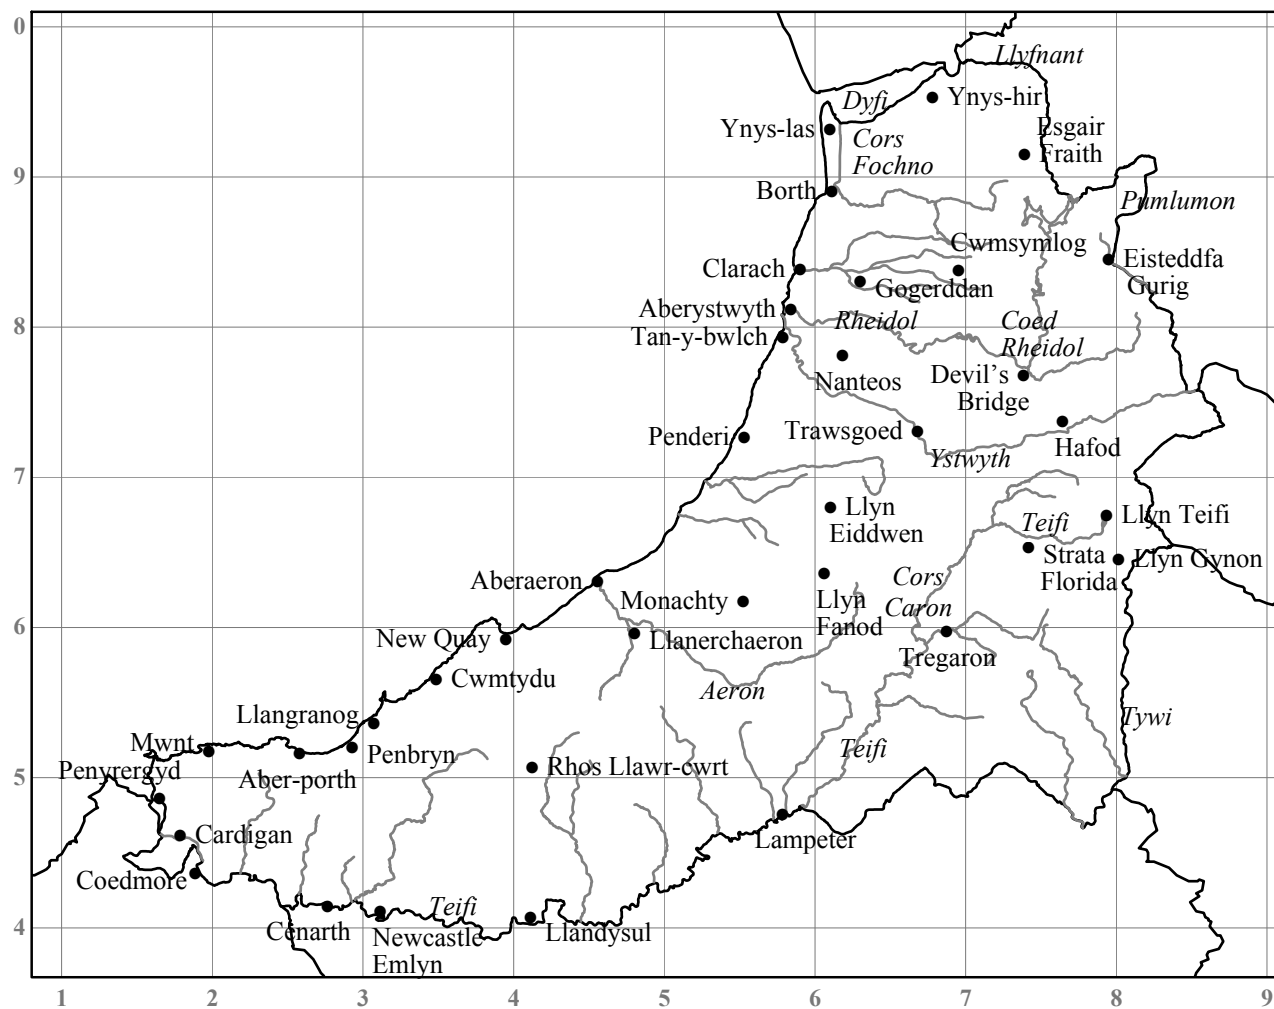 0
Llyfnant
Dyfi
Ynys-hir
Ynys-las
Cors
Fochno
Esgair
Fraith
9
Borth
Pumlumon
Cwmsymlog
Clarach
Gogerddan
Eisteddfa
Gurig
Aberystwyth
Rheidol
Coed
Rheidol
8
Tan-y-bwlch
Nanteos
Devil's
Bridge
Penderi
Trawsgoed
Ystwyth
Hafod
7
Llyn
Eiddwen
Teifi
Llyn Teifi
Strata
Florida
Llyn Gynon
Aberaeron
Monachty
Llyn
Fanod
Cors
Caron
6
New Quay
Llanerchaeron
Tregaron
Cwmtydu
Aeron
Llangranog
Tywi
Mwnt
Penbryn
Teifi
Penyrergyd
Aber-porth
Rhos Llawr-cwrt
5
Cardigan
Lampeter
Coedmore
Teifi
4
Cenarth
Newcastle
Emlyn
Llandysul
1 2 3 4 5 6 7 8 9